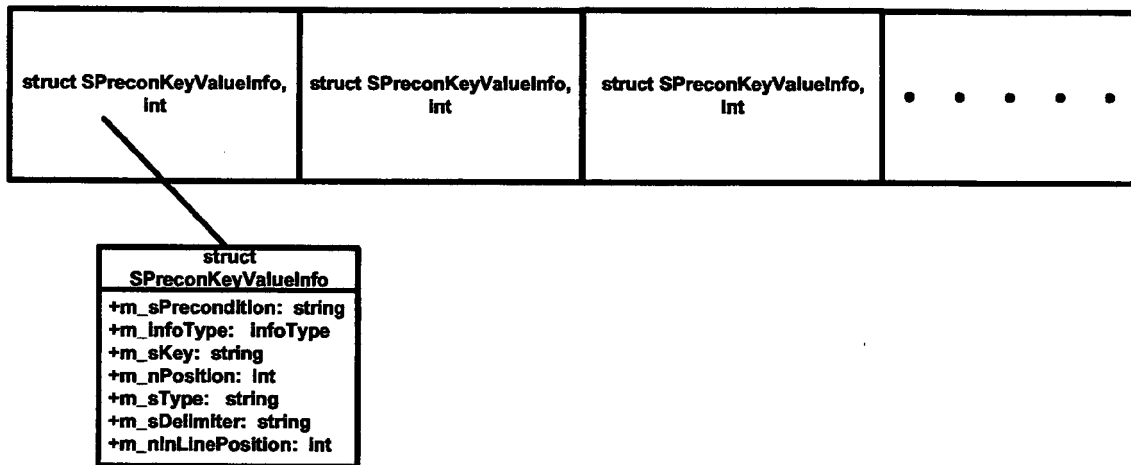 struct SPreconKeyValueInfo,
int
struct SPreconKeyValueInfo,
int
struct SPreconKeyValueInfo,
int
struct
SPreconKeyValueInfo
+m_sPrecondition: string
+m_infoType: infoType
+m_sKey: string
+m_nPosition: int
+m_sType: string
+m_sDelimiter: string
+m_nInLinePosition: int